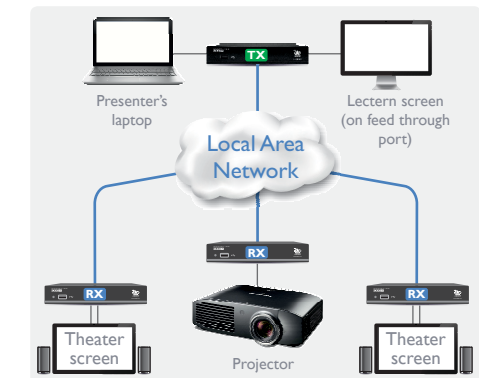 TX
Presenter's
laptop
Lectern screen
(on feed through
port)
Local Area
Network
RX
RX
RX
Theater
screen
Projector
Theater
screen